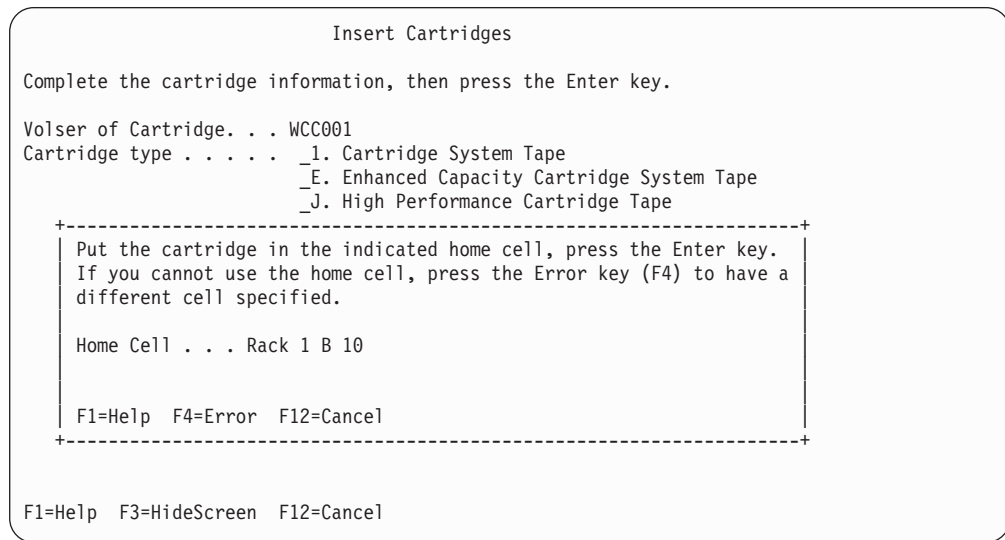 Insert Cartridges
Complete the cartridge information, then press the Enter key.
Volser of Cartridge. . . WCC001
Cartridge type . . . . . _1. Cartridge System Tape
_E. Enhanced Capacity Cartridge System Tape
_J. High Performance Cartridge Tape
Put the cartridge in the indicated home cell, press the Enter key.
If you cannot use the home cell, press the Error key (F4) to have a
different cell specified.
Home Cell . . . Rack 1 B 10
F1=Help F4=Error F12=Cancel
F1=Help F3=HideScreen F12=Cancel